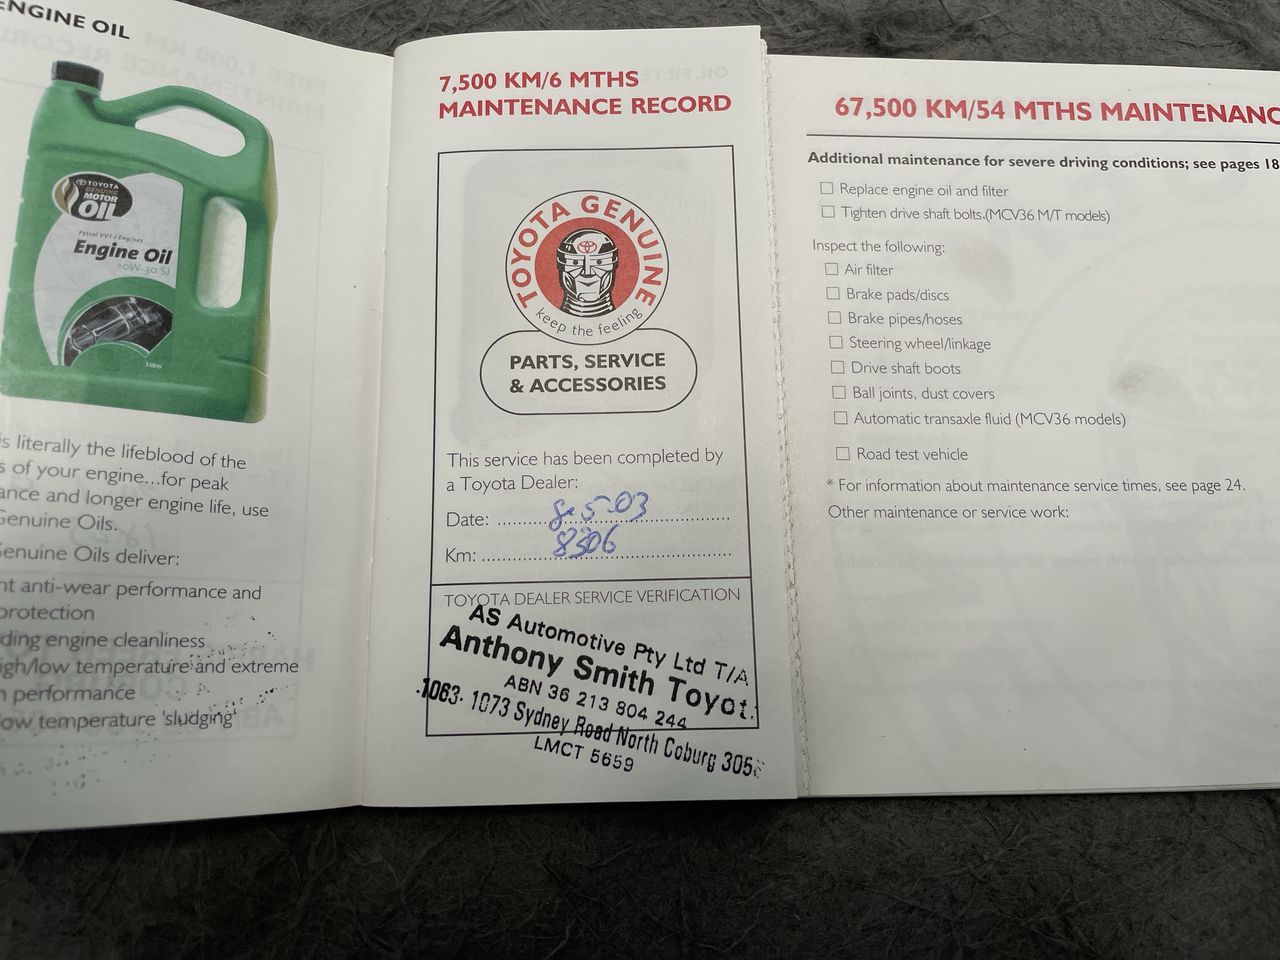 ENGINE OIL
TOYOTA
GENUINE
MOTOR
Oil
Petrol VVT-i Engines
Engine Oil
10W-30 SJ
is literally the lifeblood of the
s of your engine...for peak
ance and longer engine life, use
Genuine Oils.
Genuine Oils deliver:
nt anti-wear performance and
protection
ding engine cleanliness
igh/low temperature and extreme
n performance
ow temperature 'sludging'
7,500 KM/6 MTHS
MAINTENANCE RECORD
TOYOTA GENUINE
keep the feeling
PARTS, SERVICE
& ACCESSORIES
This service has been completed by
a Toyota Dealer:
Date: 8-5-03
Km: 8306
TOYOTA DEALER SERVICE VERIFICATION
AS Automotive Pty Ltd T/A
Anthony Smith Toyot
ABN 36 213 804 244
1063- 1073 Sydney Road North Coburg 305
LMCT 5659
67,500 KM/54 MTHS MAINTENANC
Additional maintenance for severe driving conditions; see pages 18
Replace engine oil and filter
Tighten drive shaft bolts.(MCV36 M/T models)
Inspect the following:
Air filter
Brake pads/discs
Brake pipes/hoses
Steering wheel/linkage
Drive shaft boots
Ball joints, dust covers
Automatic transaxle fluid (MCV36 models)
Road test vehicle
* For information about maintenance service times, see page 24.
Other maintenance or service work: